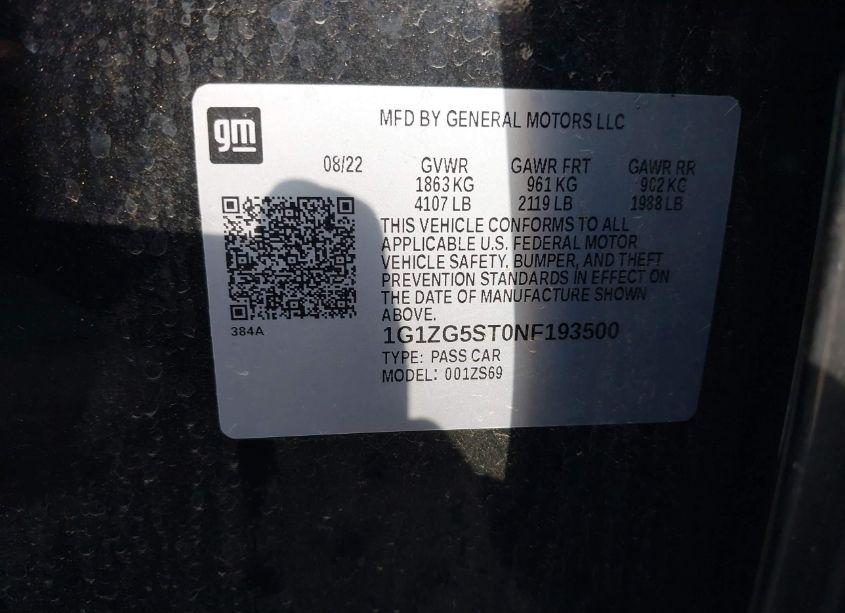 gm
MFD BY GENERAL MOTORS LLC
08/22 GVWR GAWR FRT GAWR RR
1863 KG 961 KG 902 KG
4107 LB 2119 LB 1988 LB
THIS VEHICLE CONFORMS TO ALL
APPLICABLE U.S. FEDERAL MOTOR
VEHICLE SAFETY, BUMPER, AND THEFT
PREVENTION STANDARDS IN EFFECT ON
THE DATE OF MANUFACTURE SHOWN
ABOVE.
384A
1G1ZG5ST0NF193500
TYPE: PASS CAR
MODEL: 001ZS69